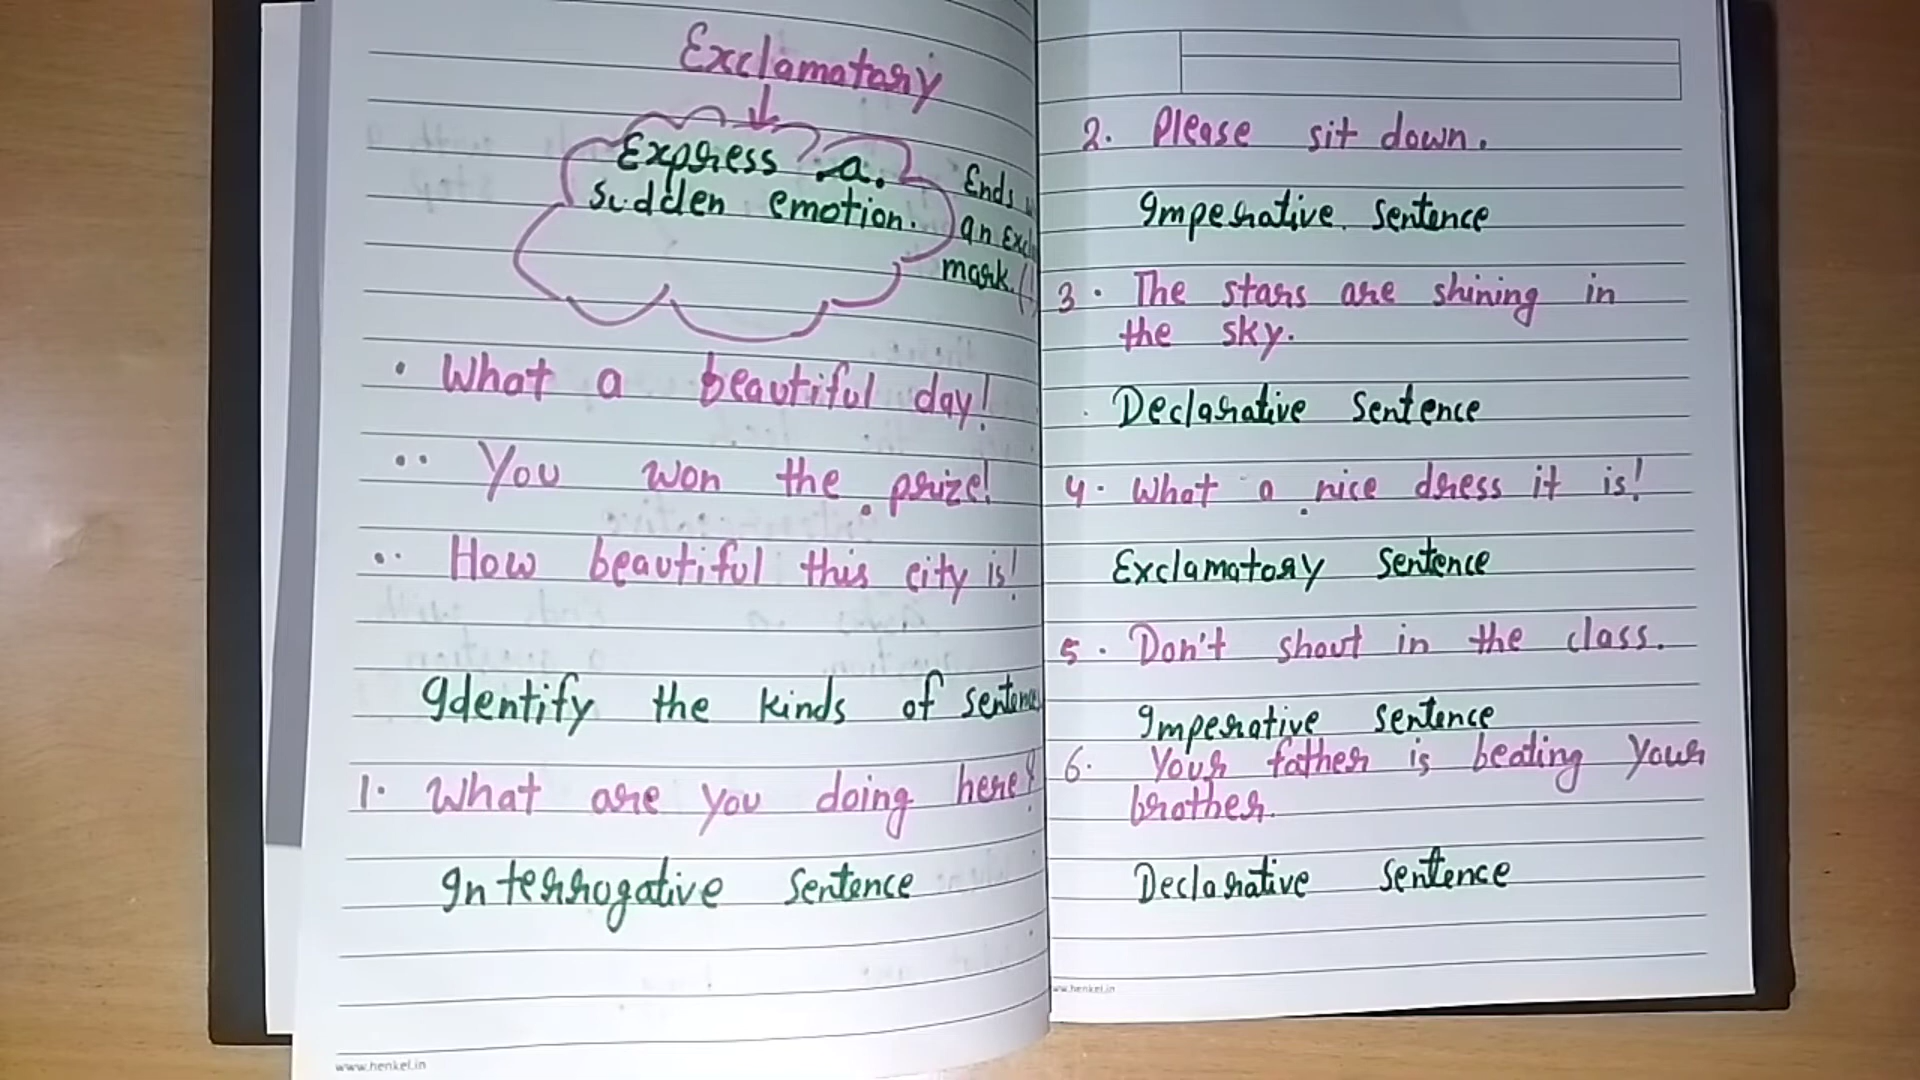 Exclamatory
Express a
sudden emotion.
Ends
an
mark.(
• What a beautiful day!
•• You won the prize!
•• How beautiful this city is!
Identify the kinds of
1. What are you doing here?
Interrogative Sentence
www.henkel.in
2. Please sit down.
Imperative Sentence
3. The stars are shining in
the sky.
Declarative Sentence
4. What a nice dress it is!
Exclamatory Sentence
5. Don't shout in the class.
Imperative Sentence
6. Your father is beating your
brother.
Declarative Sentence
ww.henkel.in